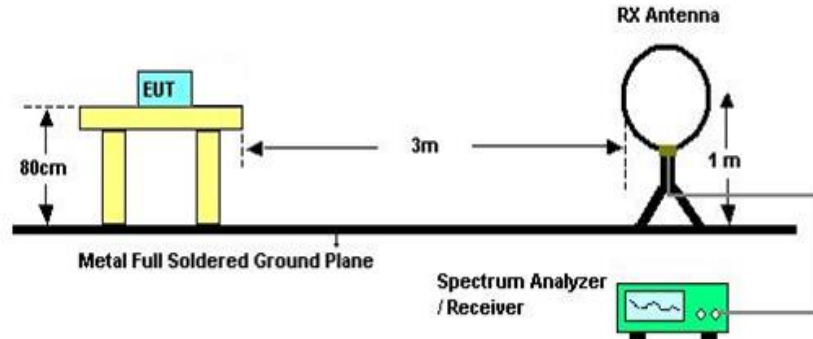 RX Antenna
EUT
3m
80cm
1 m
Metal Full Soldered Ground Plane
Spectrum Analyzer
/ Receiver